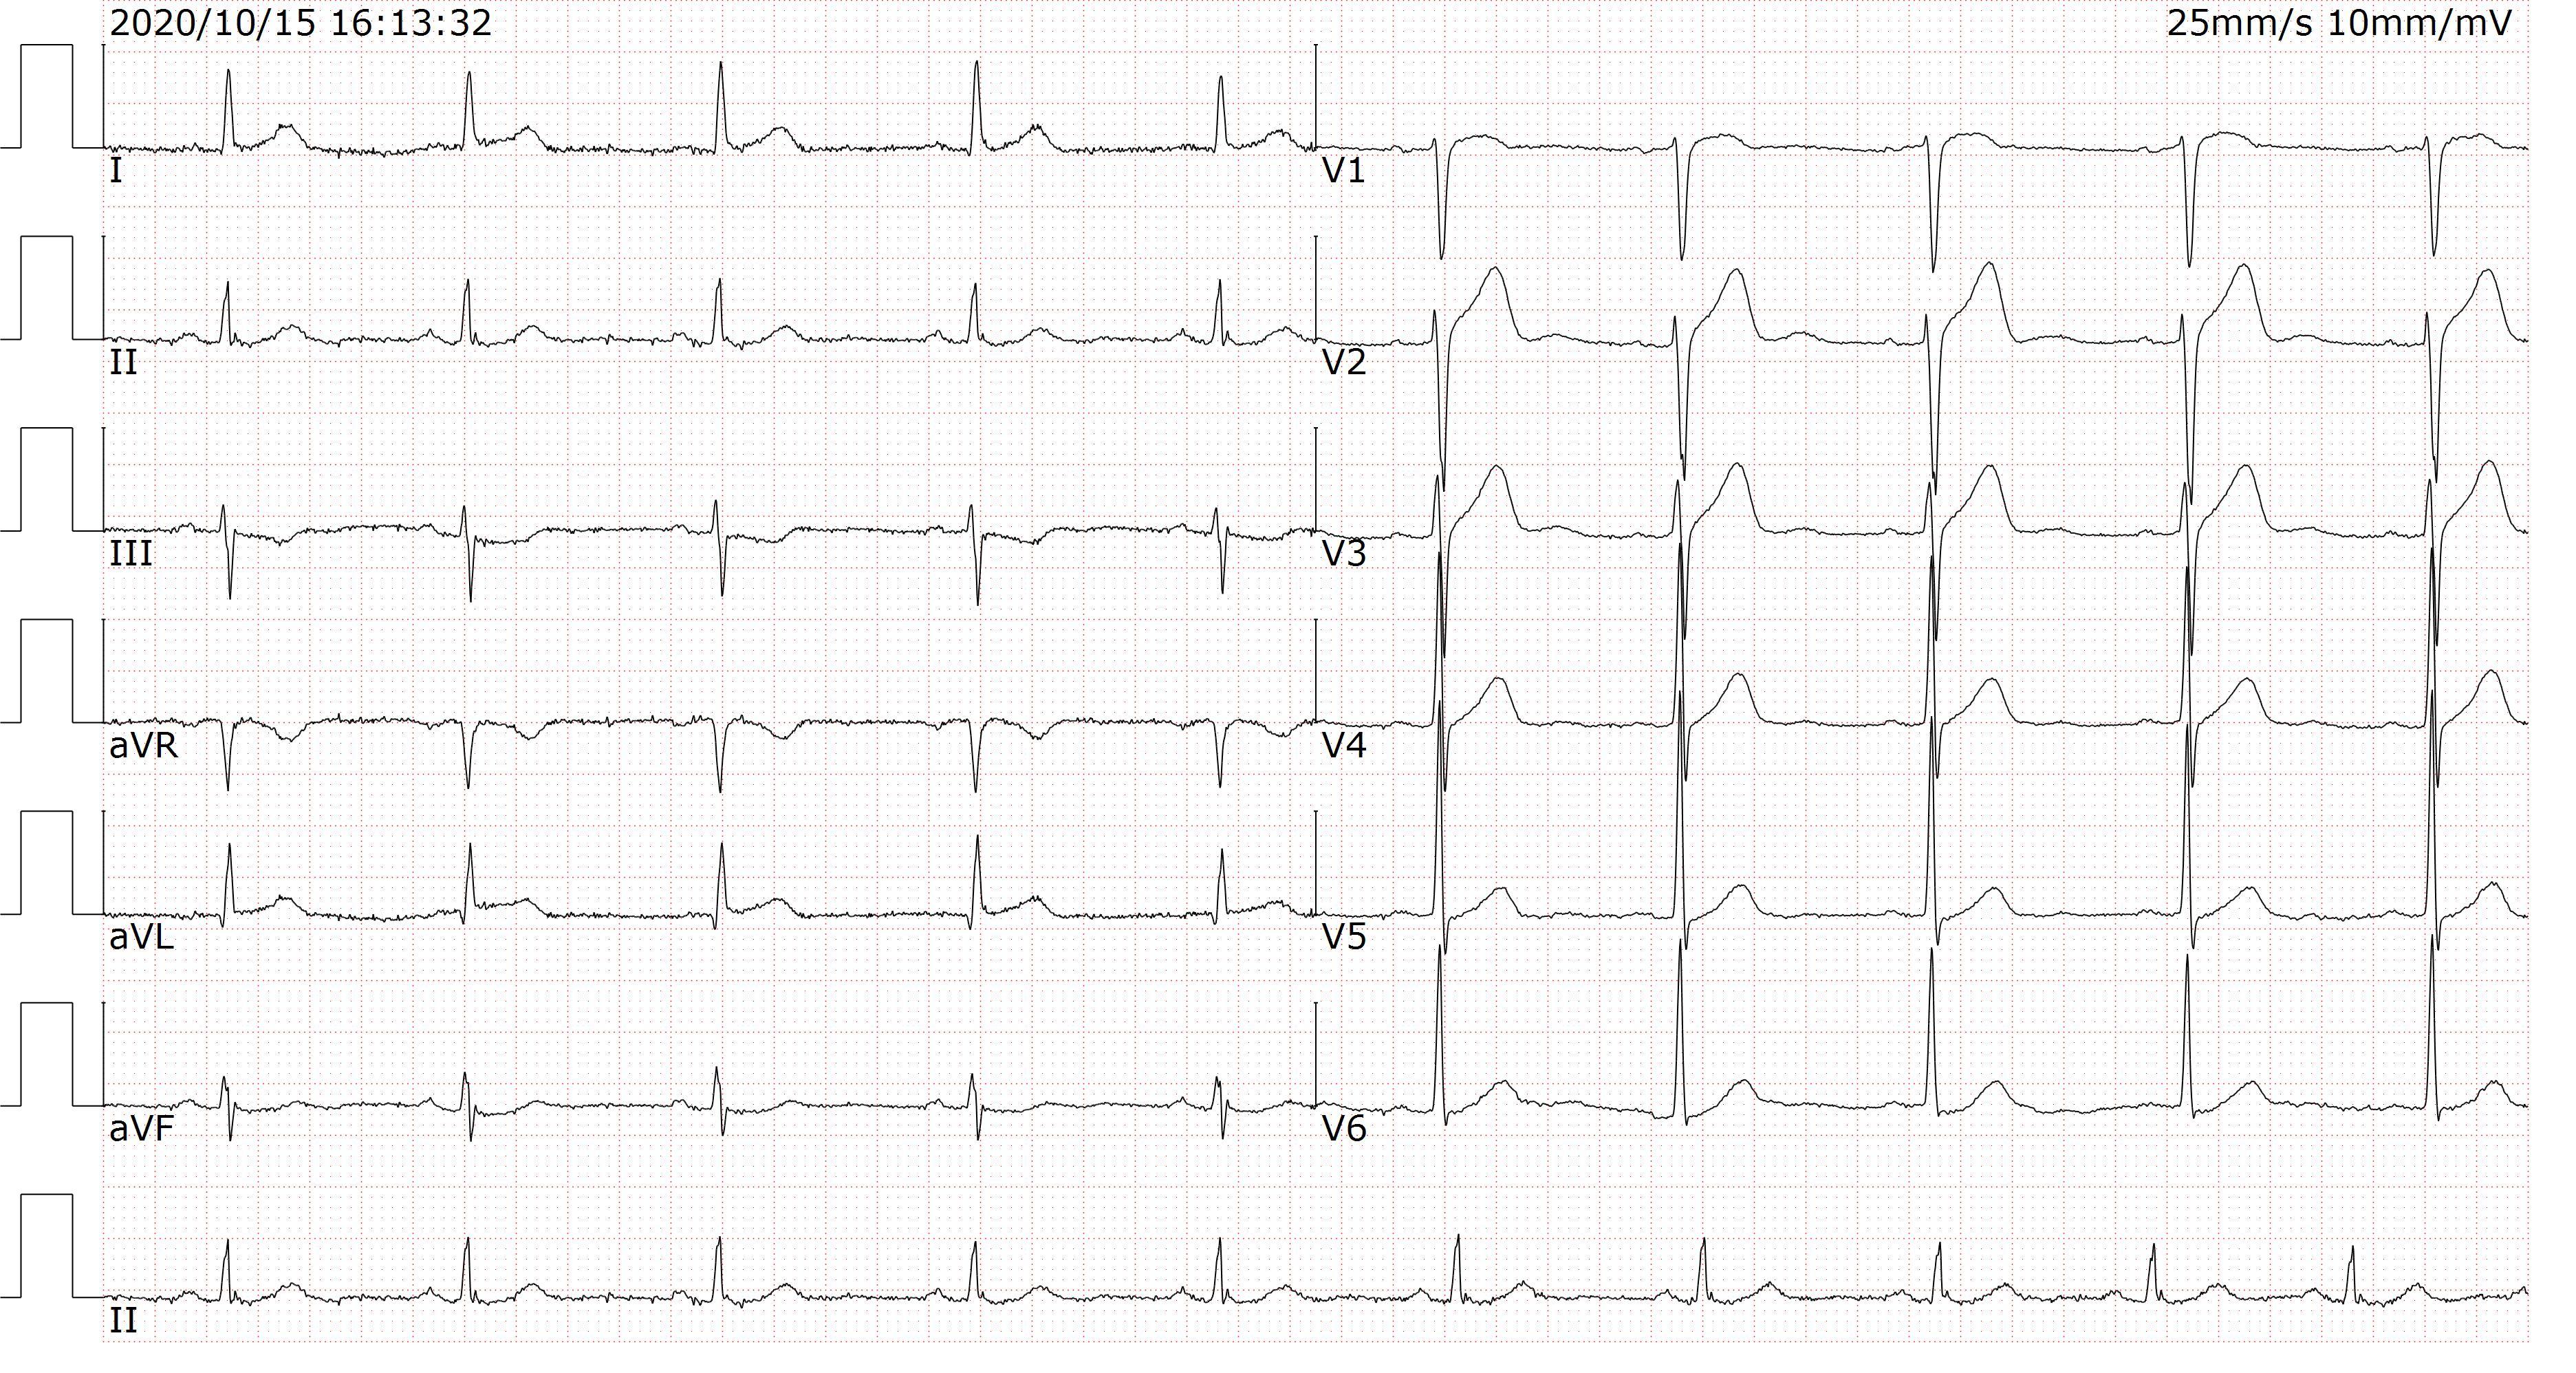 2020/10/15 16:13:32
25mm/s 10mm/mV
I
V1
II
V2
III
V3
aVR
V4
aVL
V5
aVF
V6
II